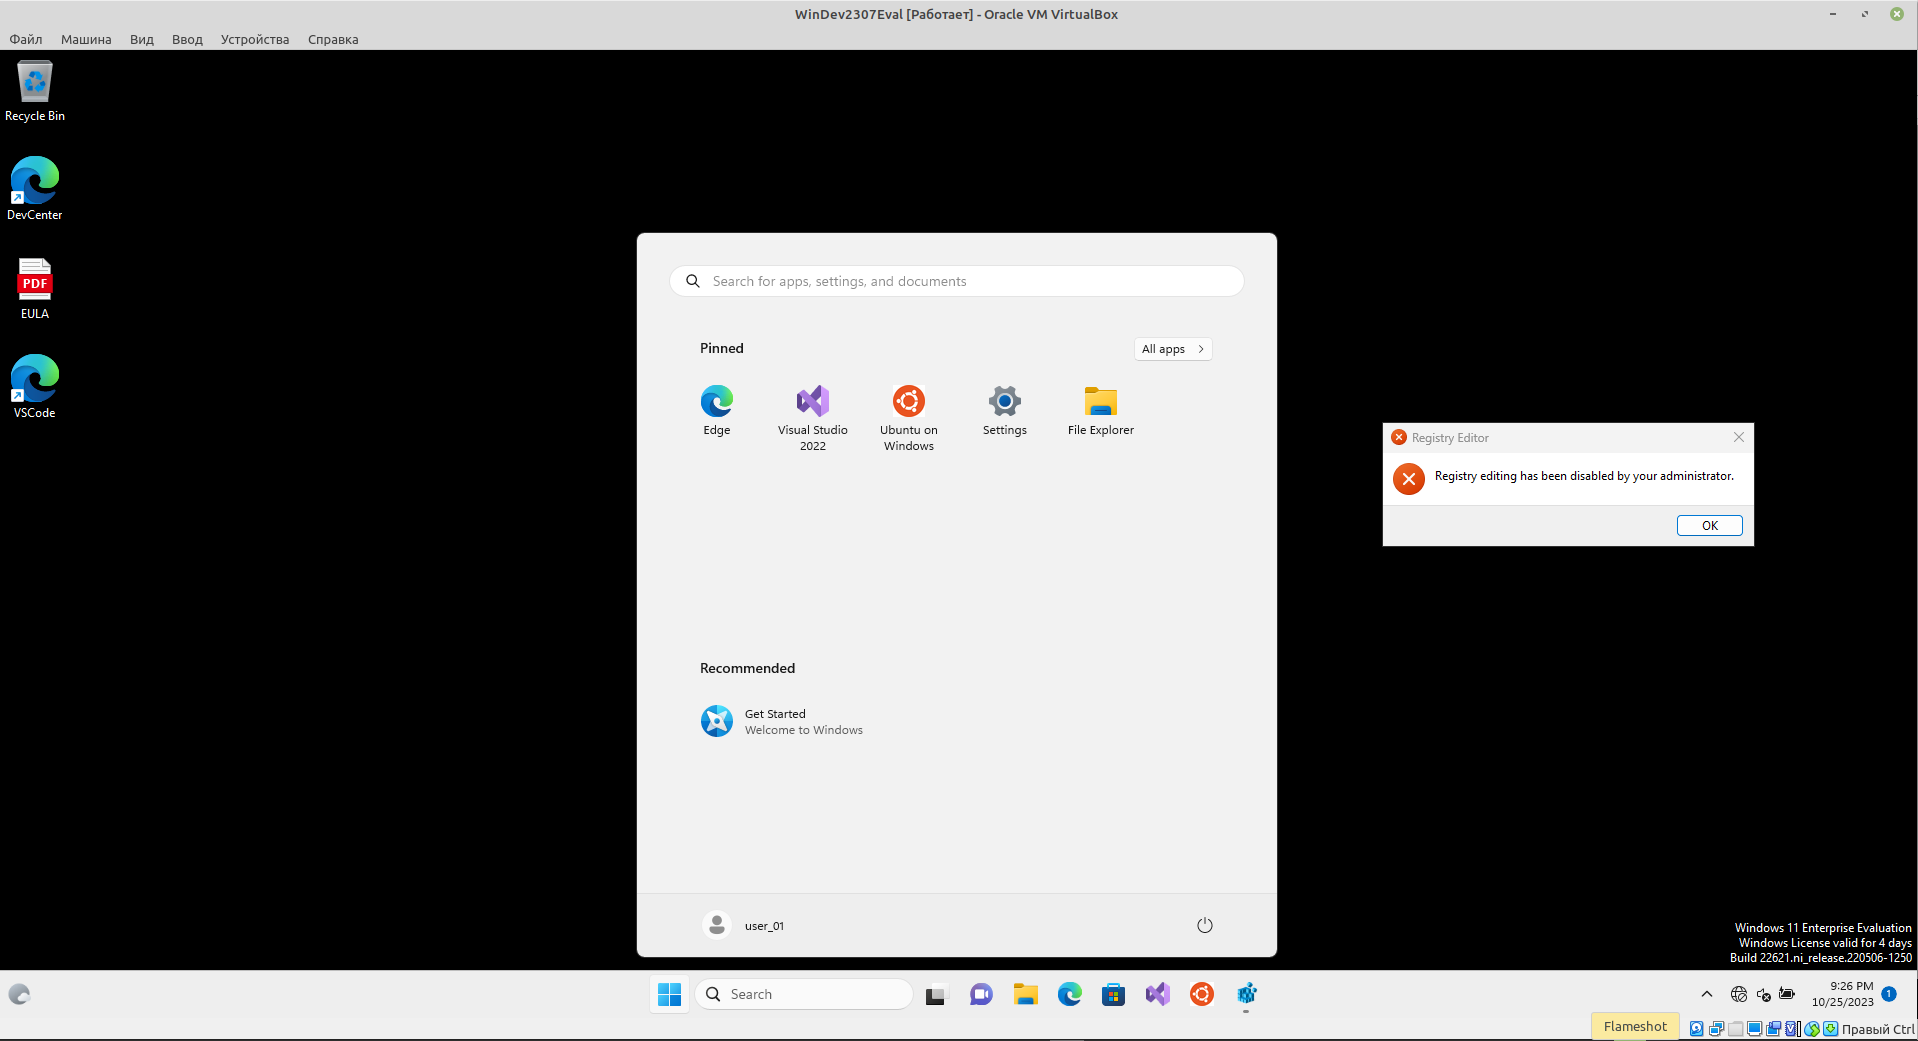 WinDev2307Eval [Работает] - Oracle VM VirtualBox
Файл Машина Вид Ввод Устройства Справка
Recycle Bin
DevCenter
PDF
EULA
VSCode
Search for apps, settings, and documents
Pinned
All apps
Edge
Visual Studio 2022
Ubuntu on Windows
Settings
File Explorer
Recommended
Get Started
Welcome to Windows
user_01
Registry Editor
Registry editing has been disabled by your administrator.
OK
Windows 11 Enterprise Evaluation
Windows License valid for 4 days
Build 22621.ni_release.220506-1250
Search
9:26 PM
10/25/2023
1
Flameshot
Правый Ctrl